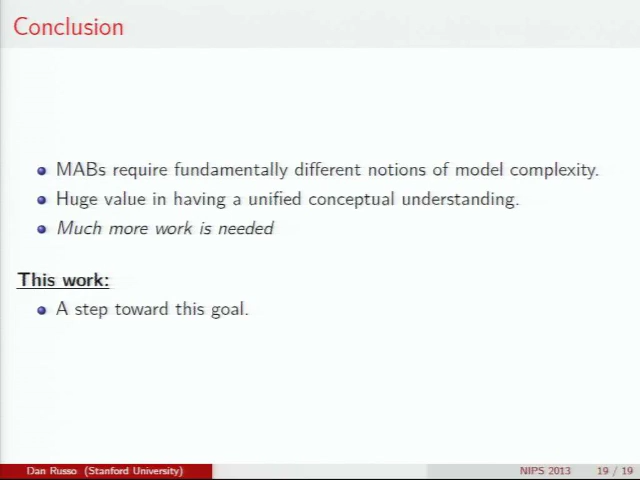 Conclusion
MABs require fundamentally different notions of model complexity.
Huge value in having a unified conceptual understanding.
Much more work is needed
This work:
A step toward this goal.
Dan Russo (Stanford University)
NIPS 2013
19 / 19